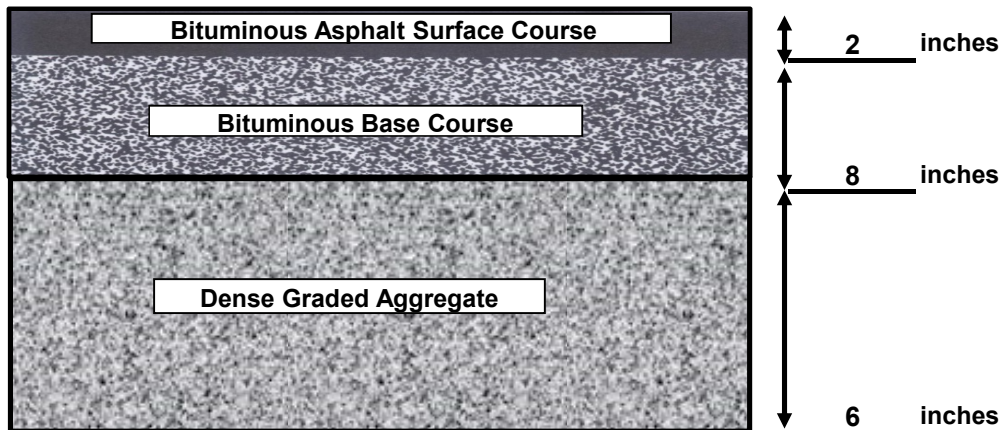 Bituminous Asphalt Surface Course
2 inches
Bituminous Base Course
8 inches
Dense Graded Aggregate
6 inches